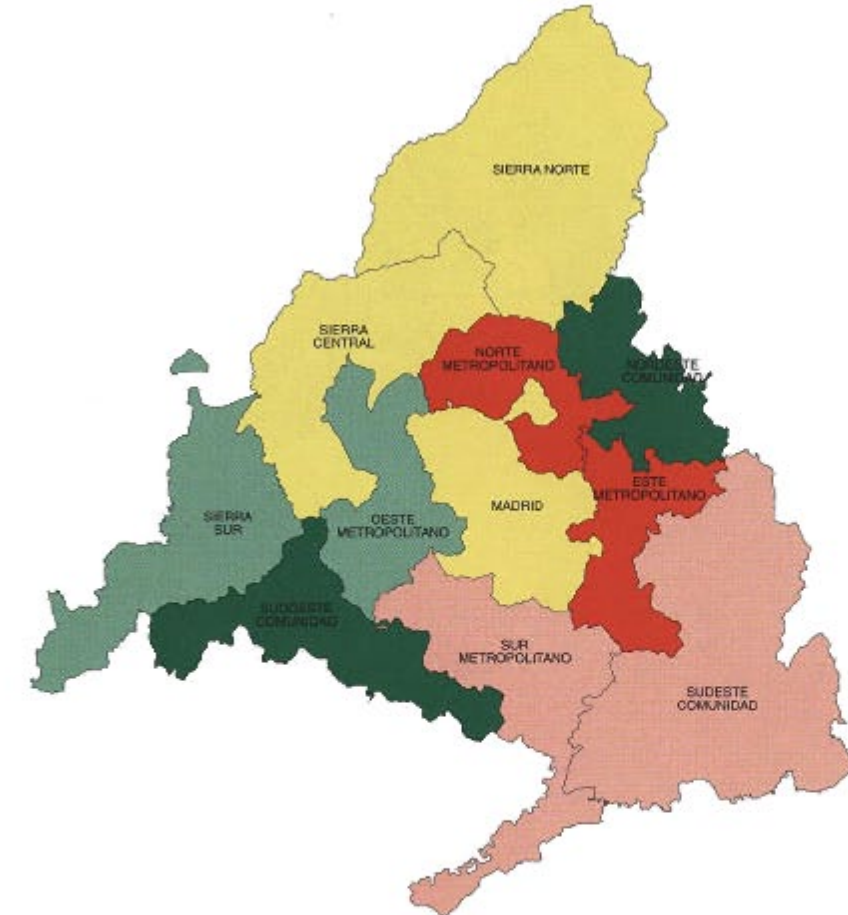 SIERRA NORTE
SIERRA
CENTRAL
NORTE
METROPOLITANO
NORDESTE
COMUNIDAD
ESTE
METROPOLITANO
MADRID
OESTE
METROPOLITANO
SIERRA
SUR
SUDOESTE
COMUNIDAD
SUR
METROPOLITANO
SUDESTE
COMUNIDAD